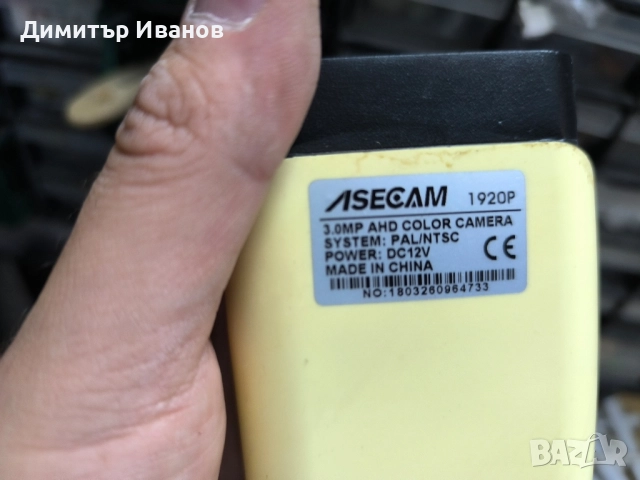 Димитър Иванов
ASECAM 1920P
3.0MP AHD COLOR CAMERA
SYSTEM: PAL/NTSC
POWER: DC12V
MADE IN CHINA
CE
NO:1803260964733
BAZAR